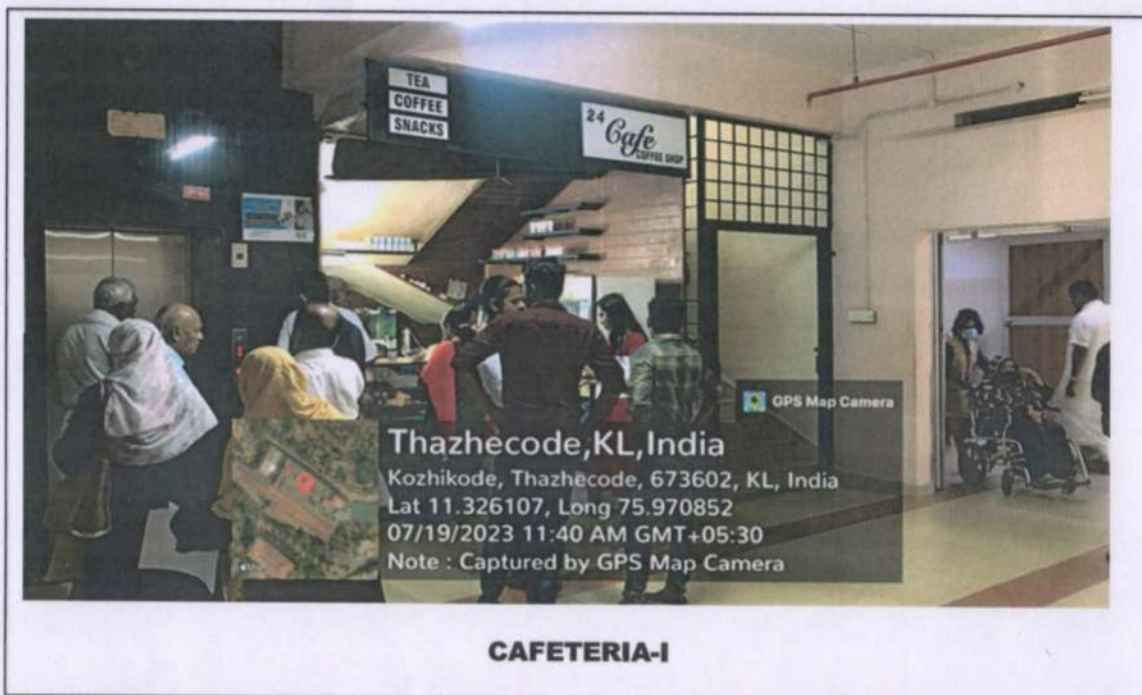 TEA
COFFEE
SNACKS
24 Cafe
COFFEE SHOP
GPS Map Camera
Thazhecode,KL,India
Kozhikode, Thazhecode, 673602, KL, India
Lat 11.326107, Long 75.970852
07/19/2023 11:40 AM GMT+05:30
Note : Captured by GPS Map Camera
CAFETERIA-I